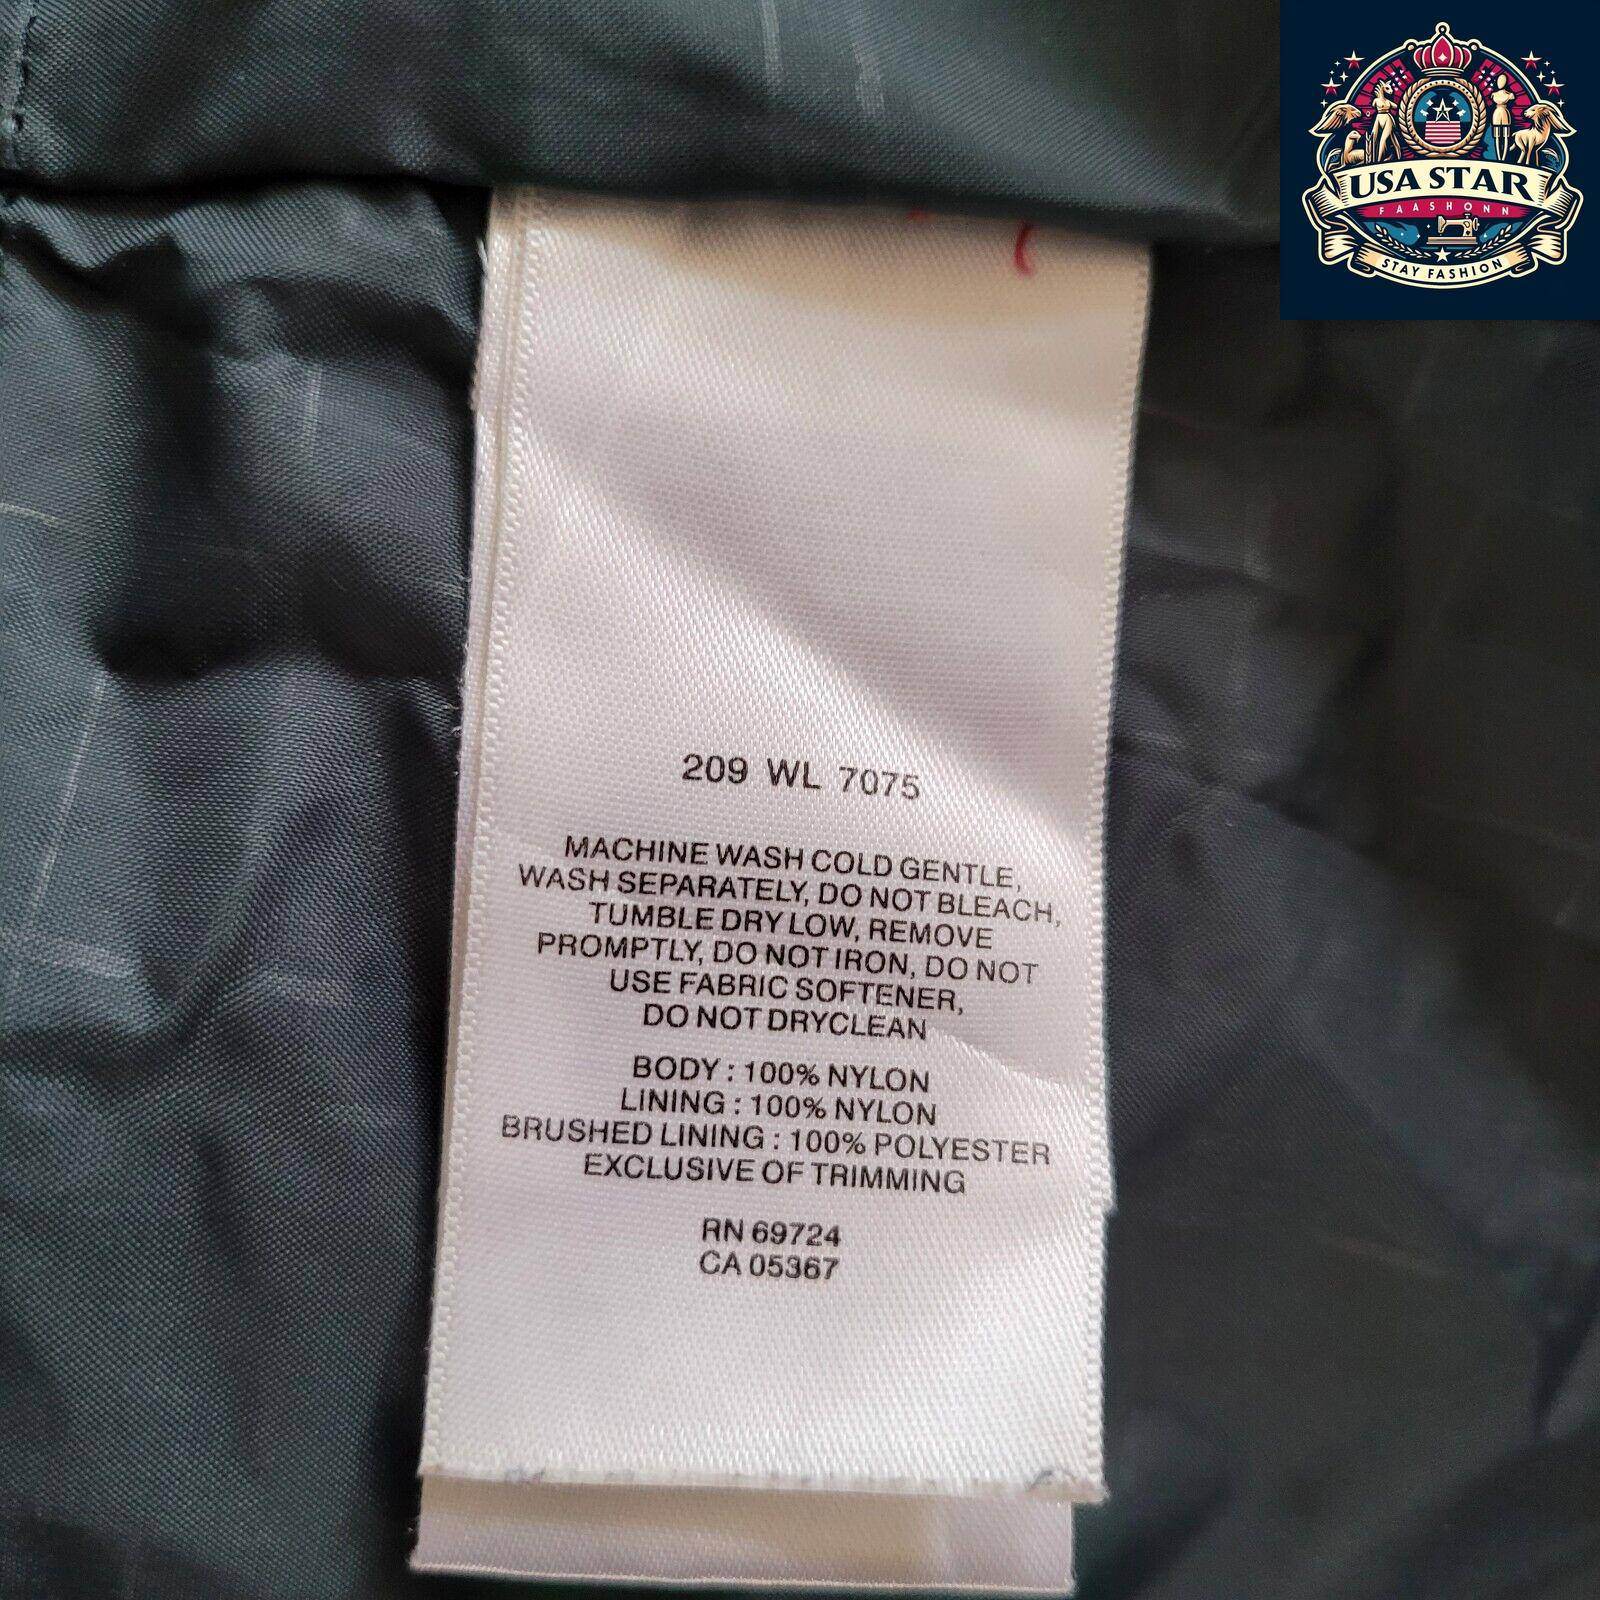 USA STAR
FAASHONN
STAY FASHION
209 WL 7075
MACHINE WASH COLD GENTLE,
WASH SEPARATELY, DO NOT BLEACH,
TUMBLE DRY LOW, REMOVE
PROMPTLY, DO NOT IRON, DO NOT
USE FABRIC SOFTENER,
DO NOT DRYCLEAN
BODY : 100% NYLON
LINING : 100% NYLON
BRUSHED LINING : 100% POLYESTER
EXCLUSIVE OF TRIMMING
RN 69724
CA 05367